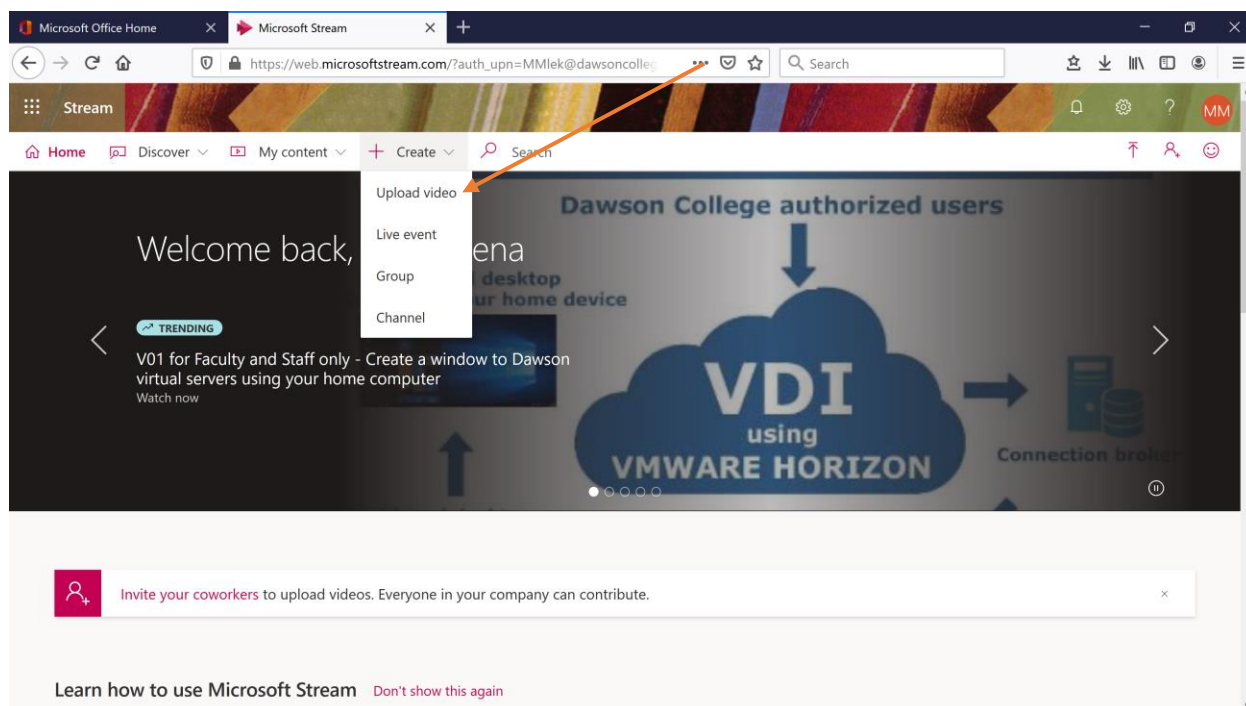 Microsoft Office Home
Microsoft Stream
https://web.microsoftstream.com/?auth_upn=MMlek@dawsoncolleg
Search
Stream
MM
Home Discover My content Create Search
Upload video
Live event
Group
Channel
Dawson College authorized users
Welcome back, ena
desktop
ur home device
TRENDING
V01 for Faculty and Staff only - Create a window to Dawson
virtual servers using your home computer
Watch now
VDI
using
VMWARE HORIZON
Connection broker
Invite your coworkers to upload videos. Everyone in your company can contribute.
Learn how to use Microsoft Stream Don't show this again